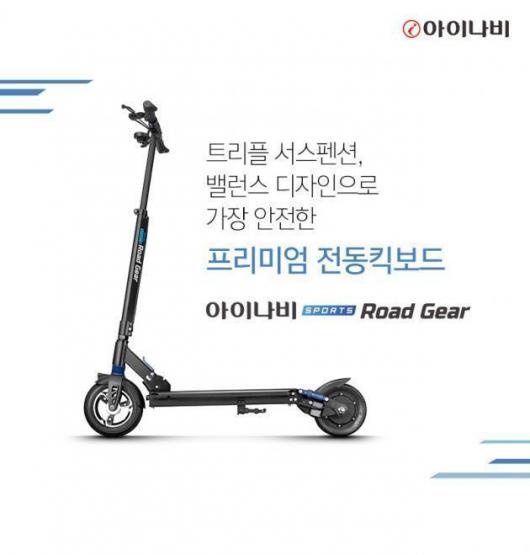 아이나비
트리플 서스펜션,
밸런스 디자인으로
가장 안전한
프리미엄 전동킥보드
아이나비 SPORTS Road Gear
Road Gear